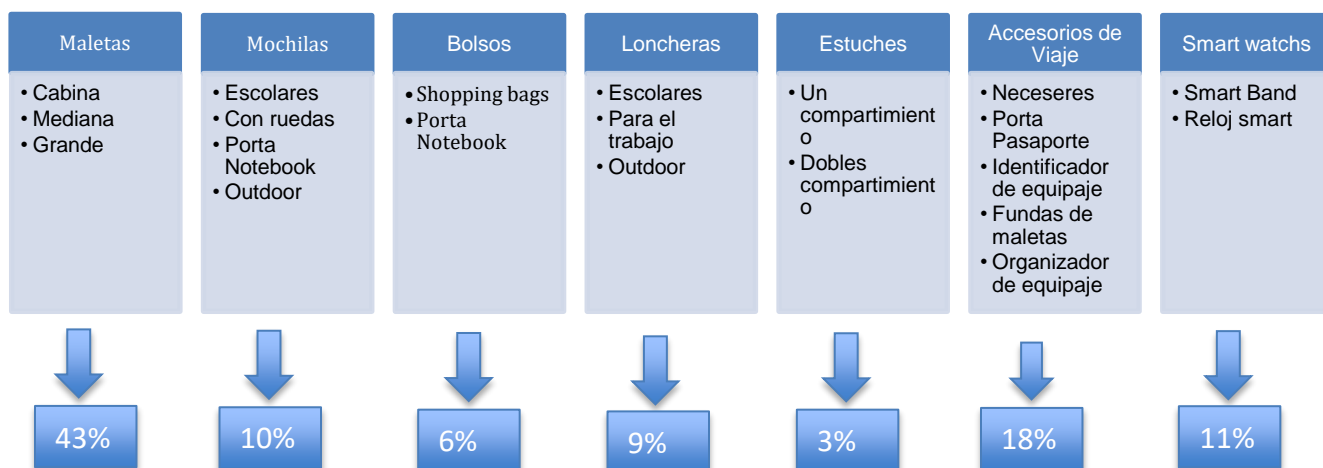 Maletas
• Cabina
• Mediana
• Grande
43%
Mochilas
• Escolares
• Con ruedas
• Porta
Notebook
• Outdoor
10%
Bolsos
• Shopping bags
• Porta
Notebook
6%
Loncheras
• Escolares
• Para el
trabajo
• Outdoor
9%
Estuches
• Un
compartimient
o
• Dobles
compartimient
o
3%
Accesorios de
Viaje
• Neceseres
• Porta
Pasaporte
• Identificador
de equipaje
• Fundas de
maletas
• Organizador
de equipaje
18%
Smart watchs
• Smart Band
• Reloj smart
11%